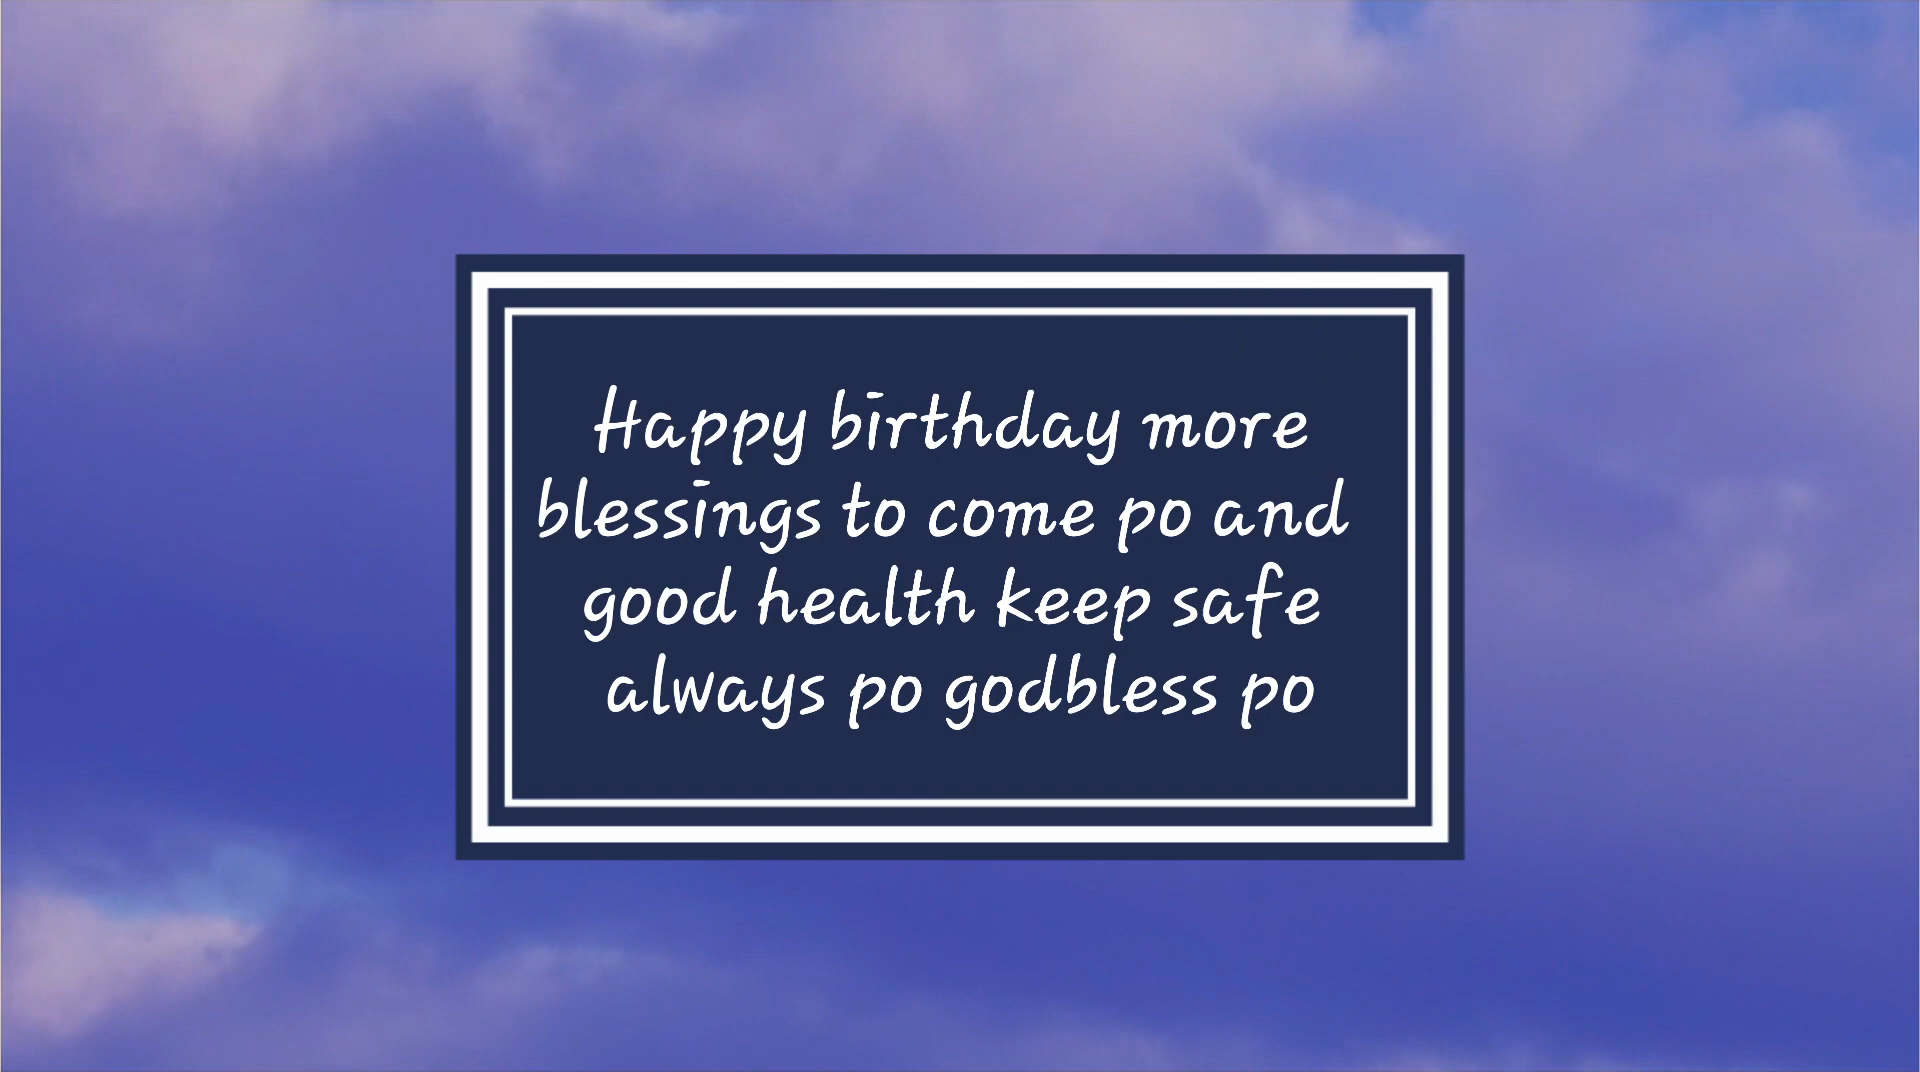 Happy birthday more
blessings to come po and
good health keep safe
always po godbless po